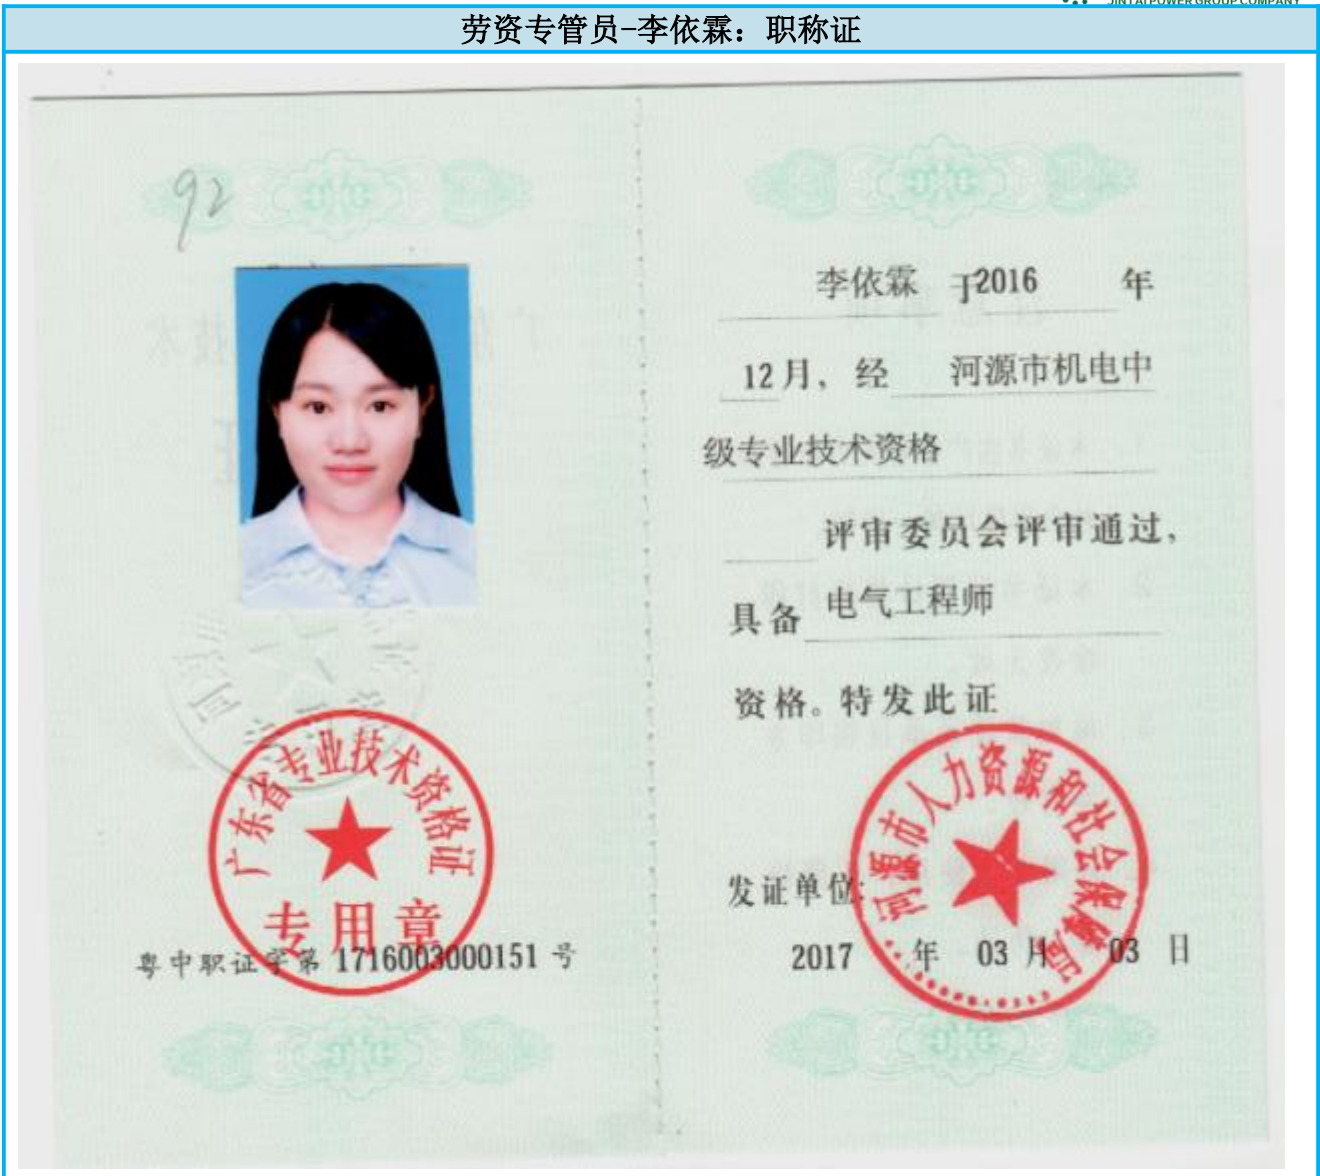 JINTAI POWER GROUP COMPANY
劳资专管员-李依霖：职称证
92
李依霖 于2016 年
12月，经 河源市机电中
级专业技术资格
评审委员会评审通过，
具备 电气工程师
资格。特发此证
广东省专业技术资格证
专用章
粤中职证字第 1716003000151 号
河源市人力资源和社会保障局
发证单位:
2017 年 03 月 03 日